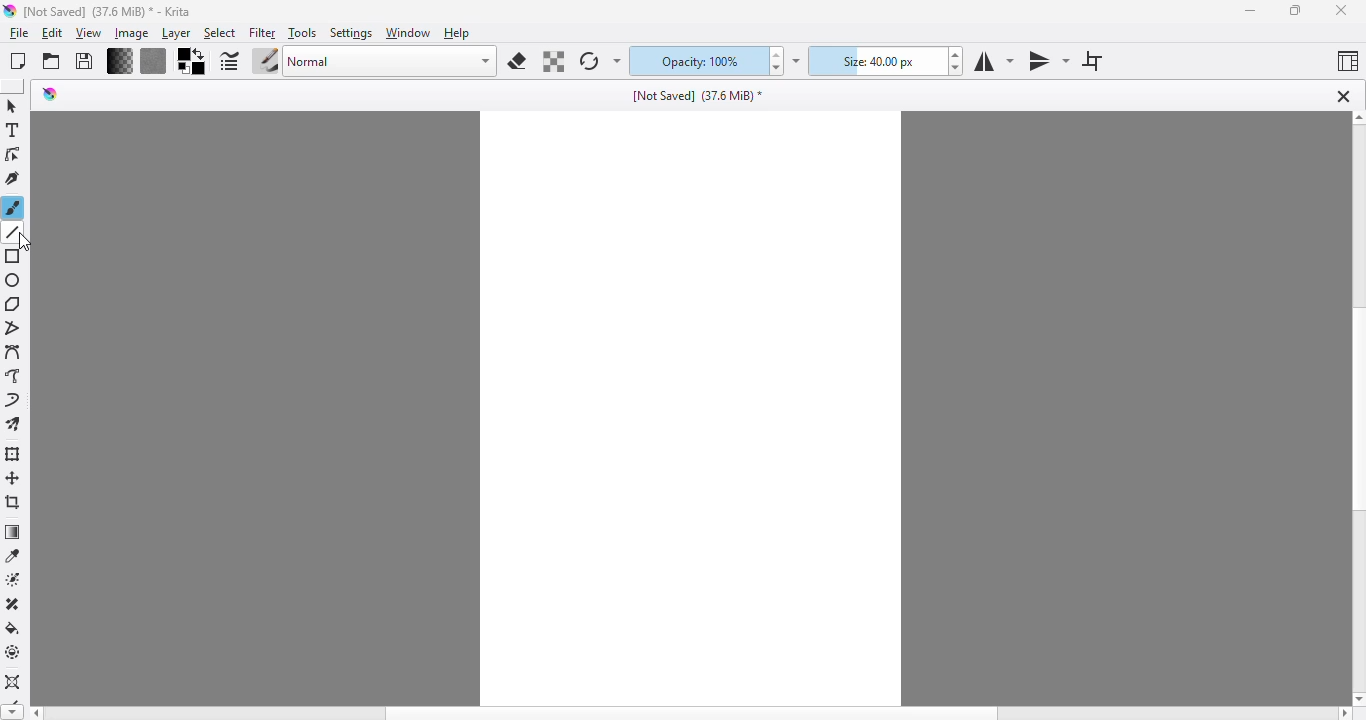 [Not Saved] (37.6 MiB) * - Krita
File Edit View Image Layer Select Filter Tools Settings Window Help
Normal Opacity: 100% Size: 40.00 px
[Not Saved] (37.6 MiB) *